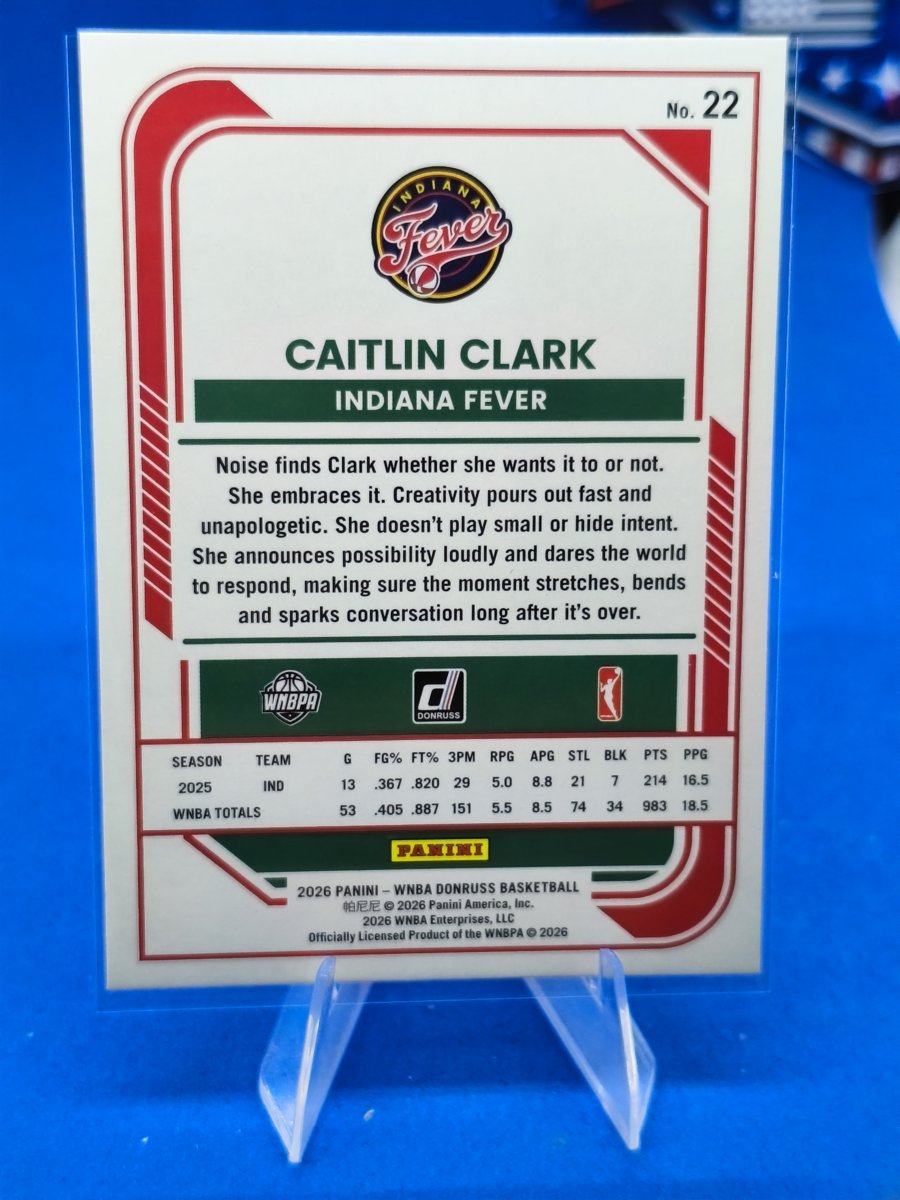 No. 22
INDIANA
Fever
CAITLIN CLARK
INDIANA FEVER
Noise finds Clark whether she wants it to or not.
She embraces it. Creativity pours out fast and
unapologetic. She doesn't play small or hide intent.
She announces possibility loudly and dares the world
to respond, making sure the moment stretches, bends
and sparks conversation long after it's over.
WNBPA
d
DONRUSS
SEASON TEAM G FG% FT% 3PM RPG APG STL BLK PTS PPG
2025 IND 13 .367 .820 29 5.0 8.8 21 7 214 16.5
WNBA TOTALS 53 .405 .887 151 5.5 8.5 74 34 983 18.5
PANINI
2026 PANINI – WNBA DONRUSS BASKETBALL
帕尼尼 © 2026 Panini America, Inc.
2026 WNBA Enterprises, LLC
Officially Licensed Product of the WNBPA © 2026